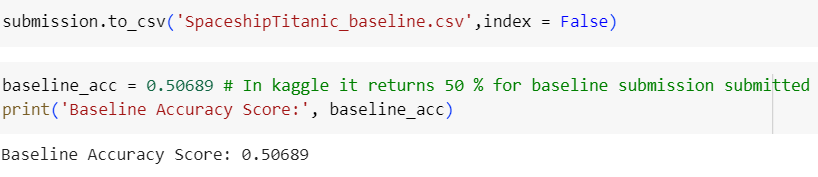 submission.to_csv('SpaceshipTitanic_baseline.csv',index = False)
baseline_acc = 0.50689 # In kaggle it returns 50 % for baseline submission submitted
print('Baseline Accuracy Score:', baseline_acc)
Baseline Accuracy Score: 0.50689